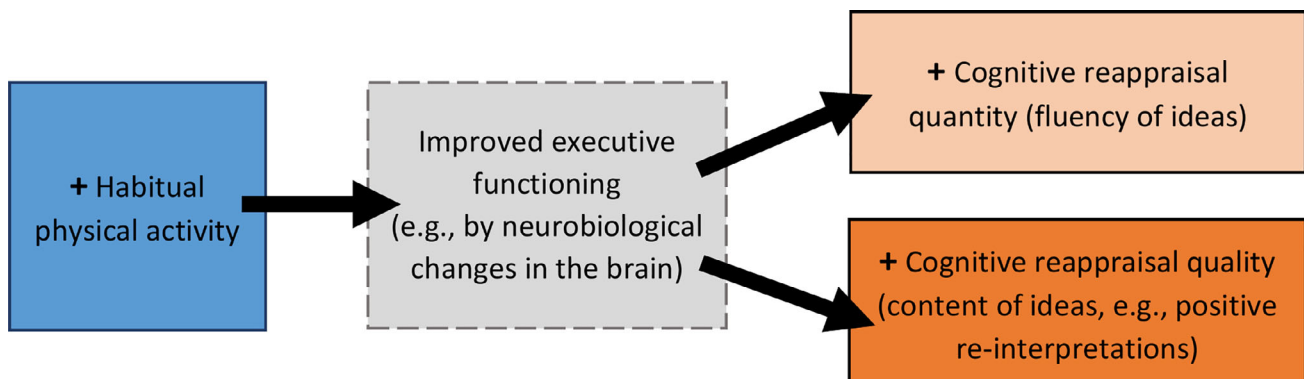 + Habitual
physical activity
Improved executive
functioning
(e.g., by neurobiological
changes in the brain)
+ Cognitive reappraisal
quantity (fluency of ideas)
+ Cognitive reappraisal quality
(content of ideas, e.g., positive
re-interpretations)